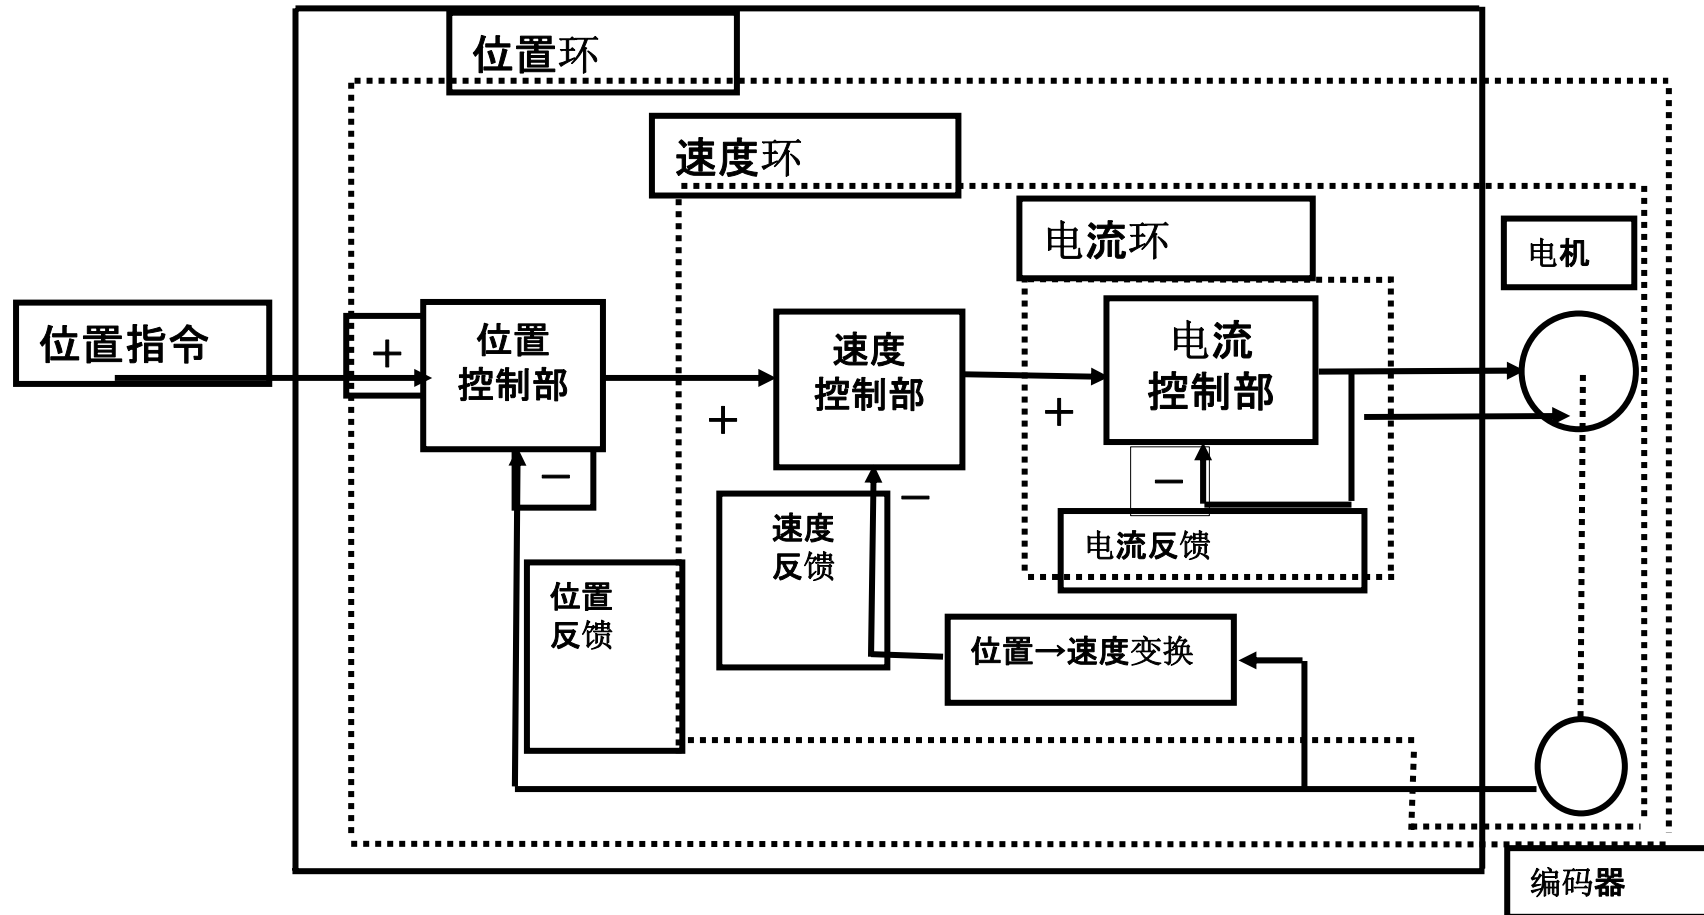 位置环
速度环
电流环
电机
位置指令
+
位置
控制部
速度
控制部
电流
控制部
+
+
−
−
−
速度
反馈
电流反馈
位置
反馈
位置→速度变换
编码器